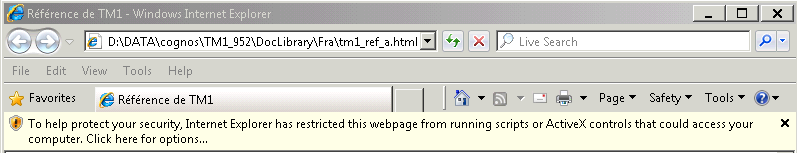 Référence de TM1 - Windows Internet Explorer
D:\DATA\cognos\TM1_952\DocLibrary\Fra\tm1_ref_a.html
Live Search
File Edit View Tools Help
Favorites Référence de TM1 Page Safety Tools
To help protect your security, Internet Explorer has restricted this webpage from running scripts or ActiveX controls that could access your
computer. Click here for options...